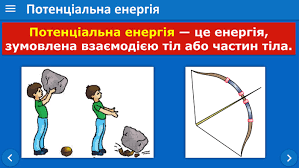 Потенціальна енергія
Потенціальна енергія — це енергія,
зумовлена взаємодією тіл або частин тіла.